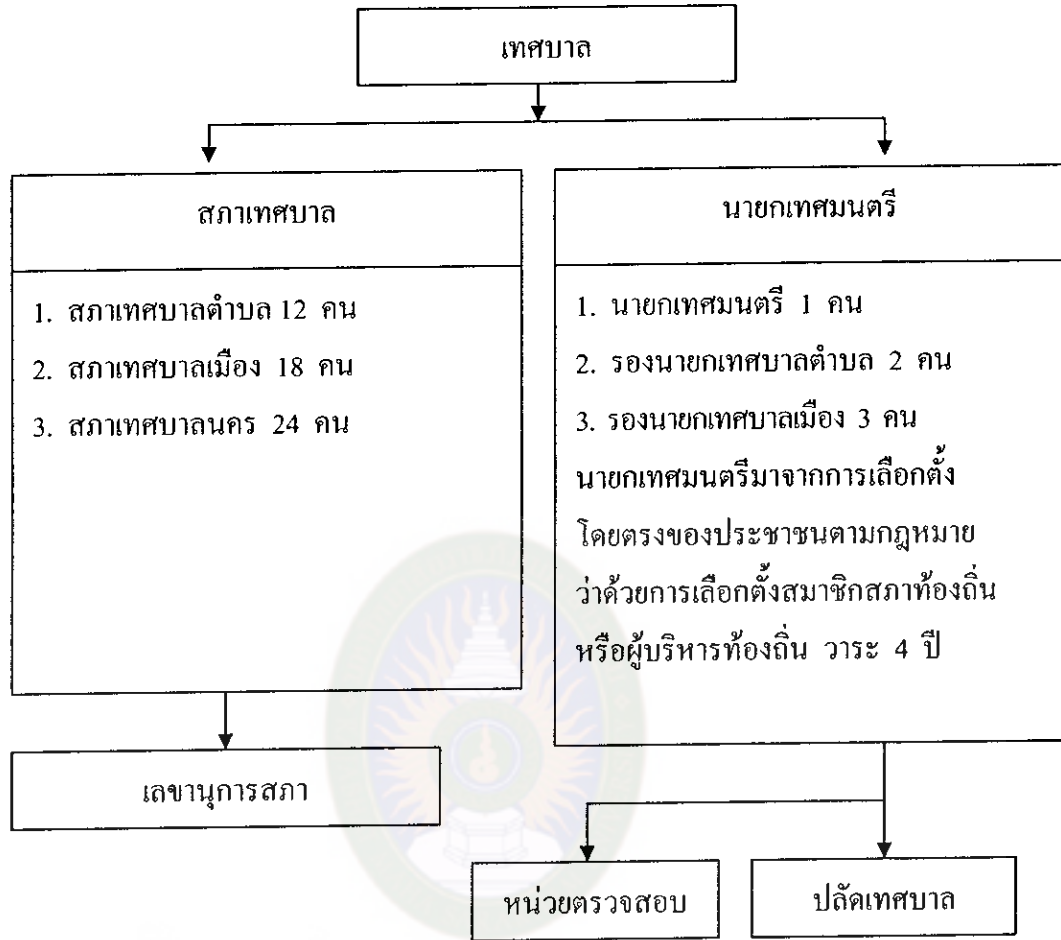 เทศบาล
สภาเทศบาล
1. สภาเทศบาลตำบล 12 คน
2. สภาเทศบาลเมือง 18 คน
3. สภาเทศบาลนคร 24 คน
เลขานุการสภา
นายกเทศมนตรี
1. นายกเทศมนตรี 1 คน
2. รองนายกเทศบาลตำบล 2 คน
3. รองนายกเทศบาลเมือง 3 คน
นายกเทศมนตรีมาจากการเลือกตั้ง
โดยตรงของประชาชนตามกฎหมาย
ว่าด้วยการเลือกตั้งสมาชิกสภาท้องถิ่น
หรือผู้บริหารท้องถิ่น วาระ 4 ปี
หน่วยตรวจสอบ
ปลัดเทศบาล